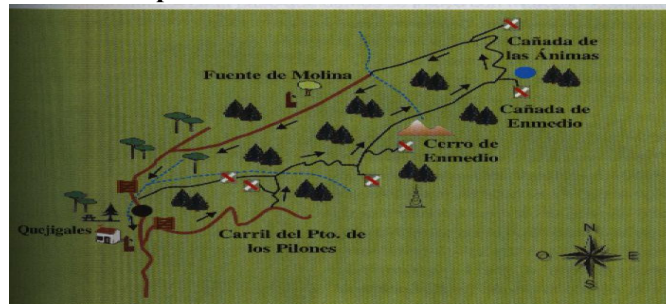 Cañada de
las Ánimas
Fuente de Molina
Cañada de
Enmedio
Cerro de
Enmedio
Quejigales
Carril del Pto. de
los Pilones
N
O
E
S